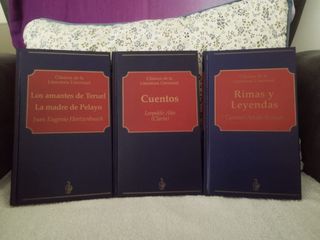 Clásicos de la
Literatura Universal
Los amantes de Teruel
La madre de Pelayo
Juan Eugenio Hartzenbusch
Clásicos de la
Literatura Universal
Cuentos
Leopoldo Alas
(Clarín)
Clásicos de la
Literatura Universal
Rimas y
Leyendas
Gustavo Adolfo Bécquer